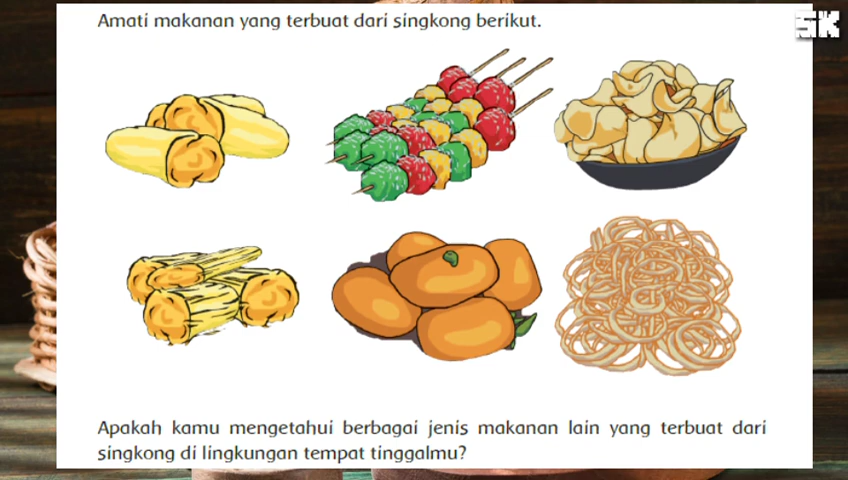 Amati makanan yang terbuat dari singkong berikut.
SK
Apakah kamu mengetahui berbagai jenis makanan lain yang terbuat dari
singkong di lingkungan tempat tinggalmu?